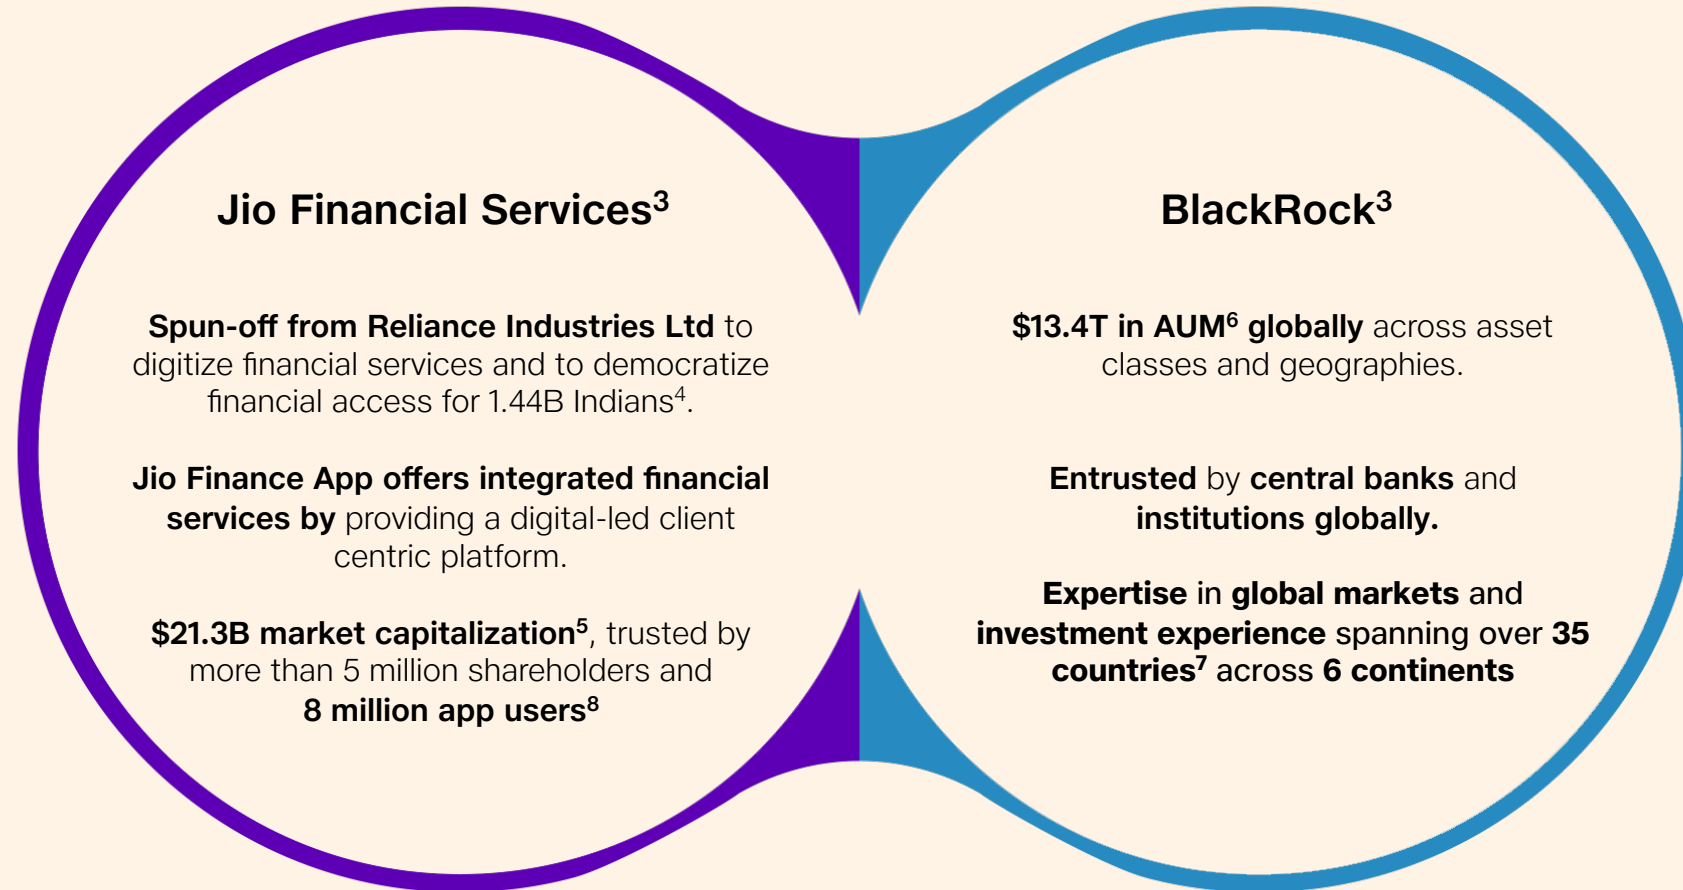 Jio Financial Services³
Spun-off from Reliance Industries Ltd to
digitize financial services and to democratize
financial access for 1.44B Indians⁴.
Jio Finance App offers integrated financial
services by providing a digital-led client
centric platform.
$21.3B market capitalization⁵, trusted by
more than 5 million shareholders and
8 million app users⁸
BlackRock³
$13.4T in AUM⁶ globally across asset
classes and geographies.
Entrusted by central banks and
institutions globally.
Expertise in global markets and
investment experience spanning over 35
countries⁷ across 6 continents